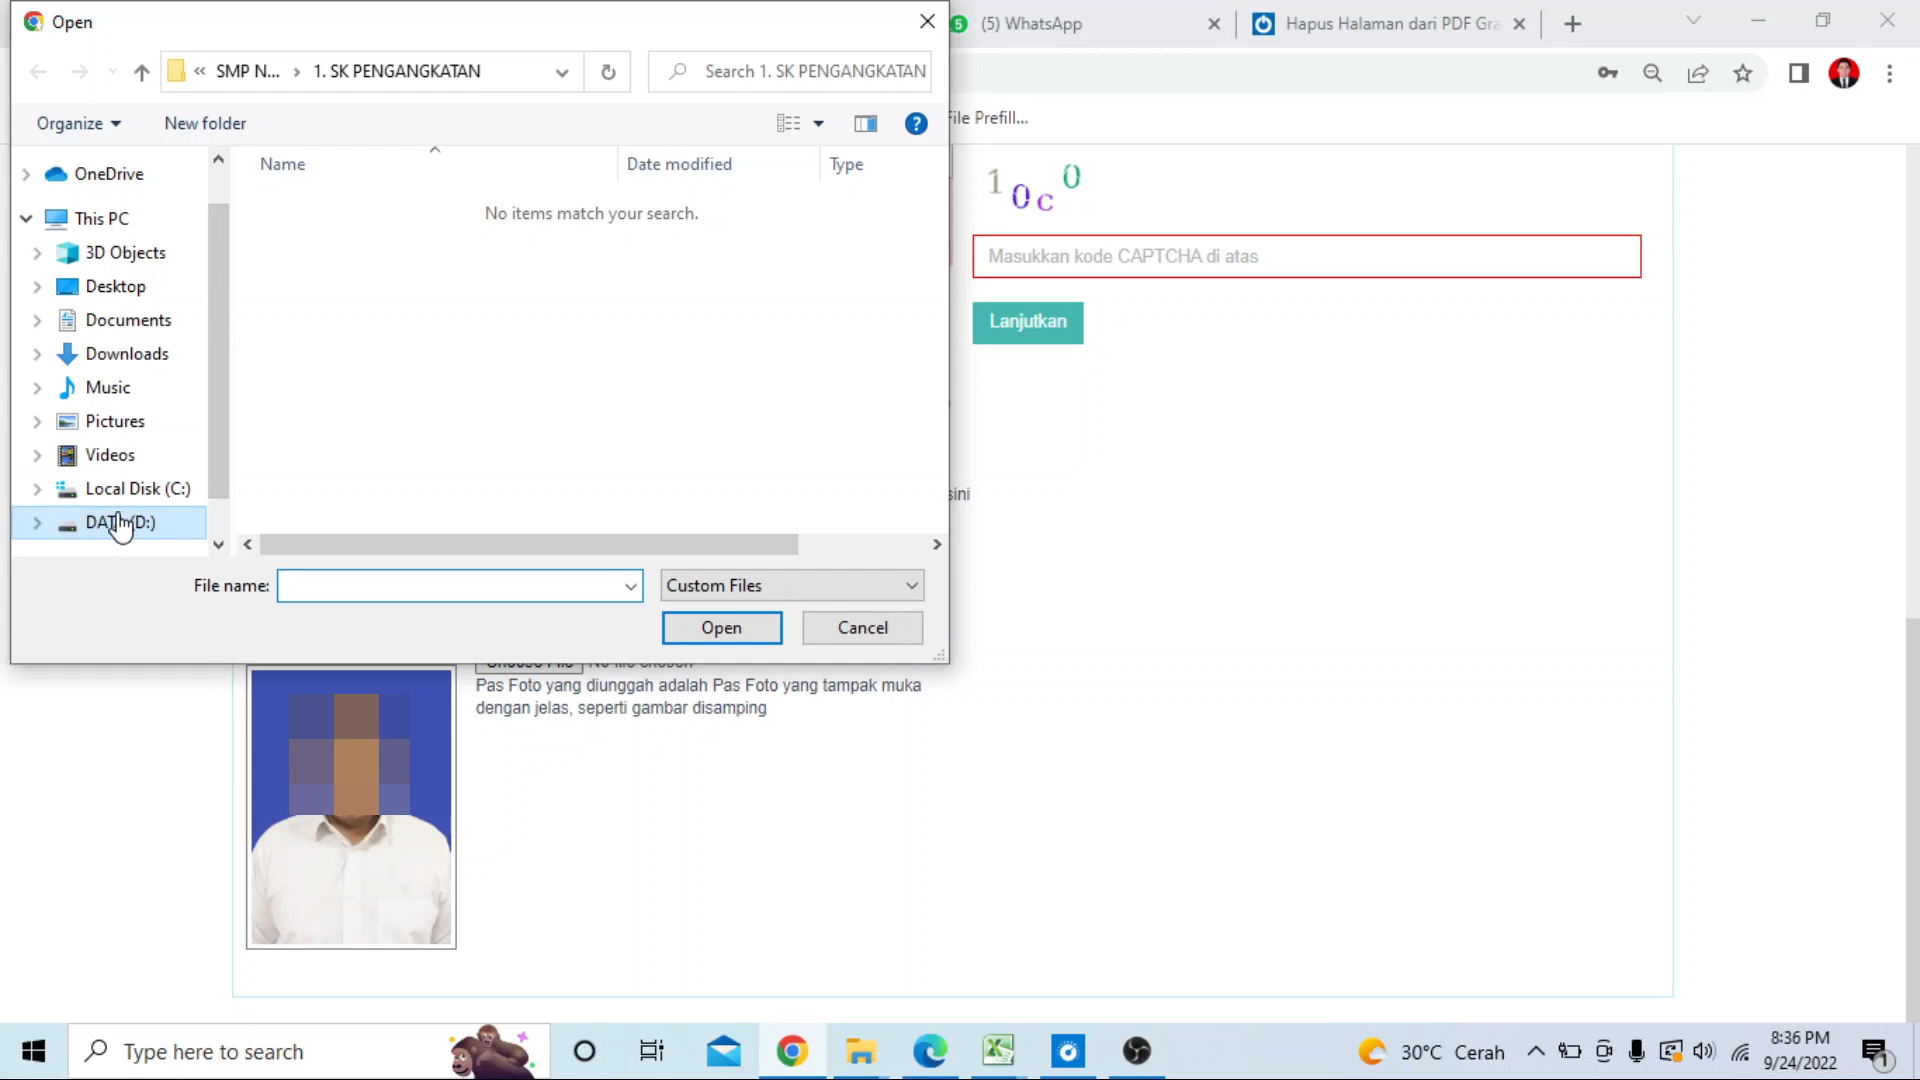 Open
(5) WhatsApp
Hapus Halaman dari PDF Gra
« SMP N... › 1. SK PENGANGKATAN
Search 1. SK PENGANGKATAN
Organize
New folder
File Prefill...
OneDrive
This PC
3D Objects
Desktop
Documents
Downloads
Music
Pictures
Videos
Local Disk (C:)
Name
Date modified
Type
No items match your search.
10c0
Masukkan kode CAPTCHA di atas
Lanjutkan
sini
File name:
Custom Files
Open
Cancel
Pas Foto yang diunggah adalah Pas Foto yang tampak muka
dengan jelas, seperti gambar disamping
Type here to search
30°C Cerah
8:36 PM
9/24/2022
1